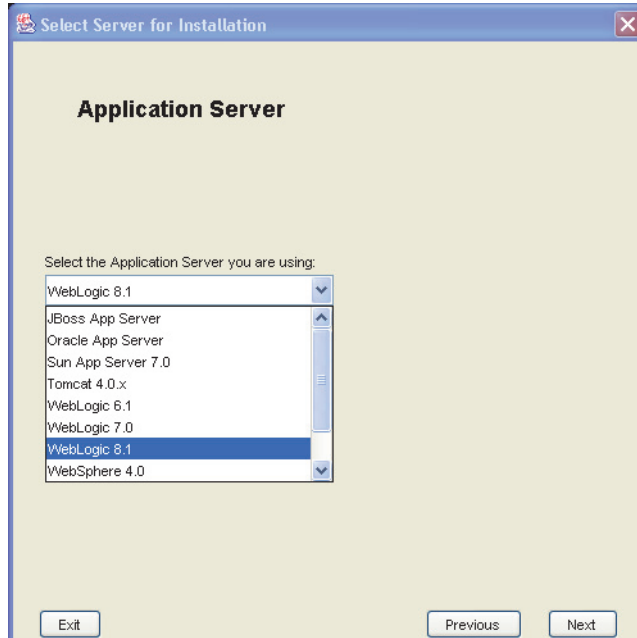 Select Server for Installation
Application Server
Select the Application Server you are using:
WebLogic 8.1
JBoss App Server
Oracle App Server
Sun App Server 7.0
Tomcat 4.0.x
WebLogic 6.1
WebLogic 7.0
WebLogic 8.1
WebSphere 4.0
Exit Previous Next